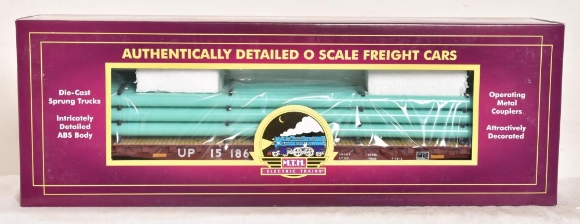 AUTHENTICALLY DETAILED O SCALE FREIGHT CARS
Die-Cast
Sprung Trucks
Intricately
Detailed
ABS Body
Operating
Metal
Couplers
Attractively
Decorated
UP 15186
M.T.H.
ELECTRIC TRAINS